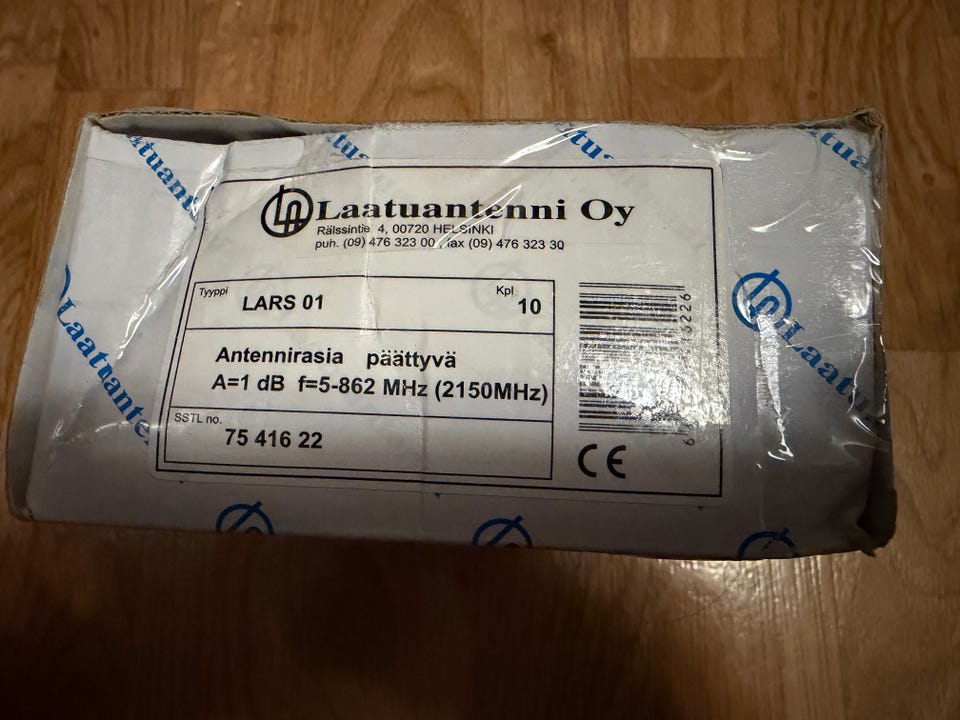 Laatuantenni Oy
Rälssintie 4, 00720 HELSINKI
puh. (09) 476 323 00, fax (09) 476 323 30
Tyyppi LARS 01 Kpl 10
Antennirasia päättyvä
A=1 dB f=5-862 MHz (2150MHz)
SSTL no.
75 416 22
CE